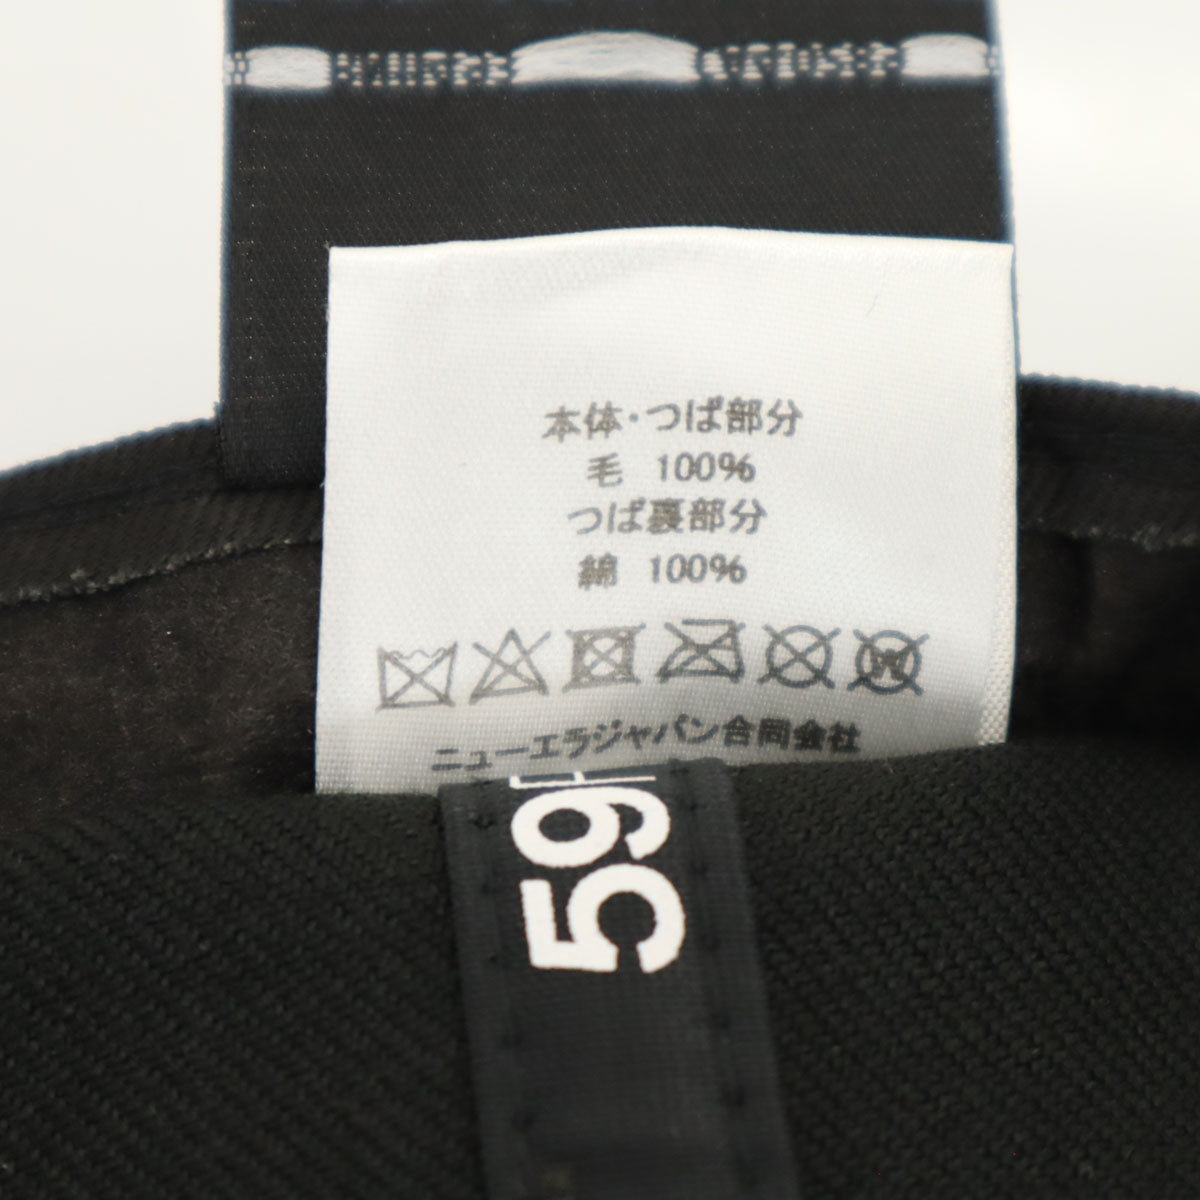 本体・つば部分
毛 100%
つば裏部分
綿 100%
W
ニューエラジャパン合同会社
59F